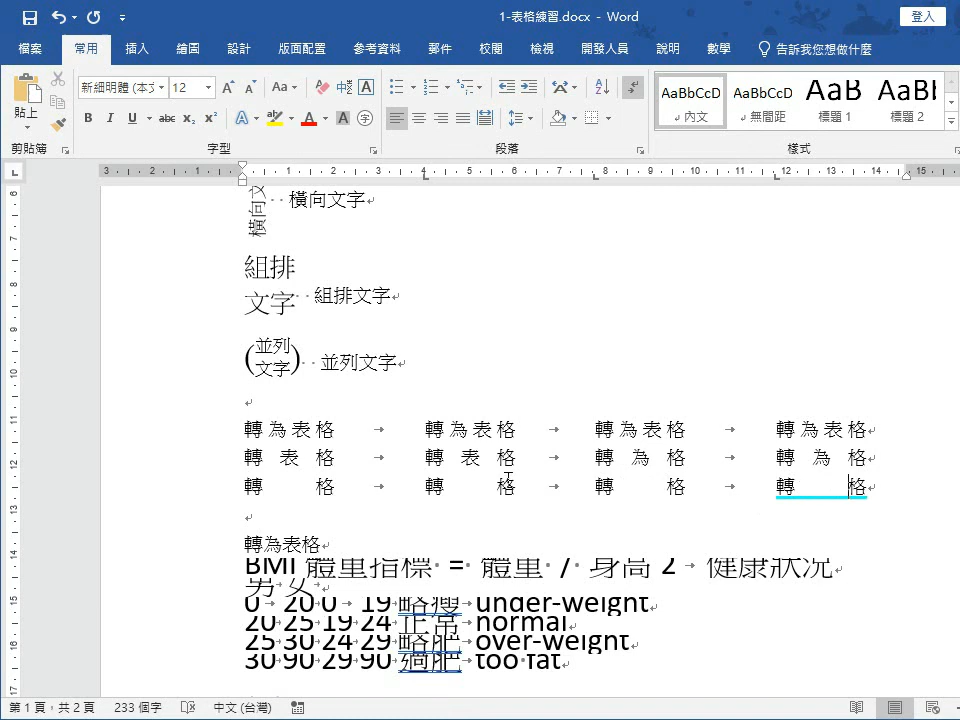 1-表格練習.docx - Word
登入
檔案 常用 插入 繪圖 設計 版面配置 參考資料 郵件 校閱 檢視 開發人員 說明 數學 告訴我您想做什麼
貼上
新細明體 (本文 12
AaBbCcD AaBbCcD AaB AaB
內文 無間距 標題 1 標題 2
剪貼簿 字型 段落 樣式
橫向文 橫向文字
組排
文字 組排文字
(並列
文字) 並列文字
轉為表格 → 轉為表格 → 轉為表格 → 轉為表格
轉表格 → 轉表格 → 轉為格 → 轉為格
轉格 → 轉格 → 轉格 → 轉格
轉為表格
BMI 體重指標 = 體重 / 身高 2 → 健康狀況
男 女
0 → 20 0 → 19 略瘦 → under-weight
20 25 19 24 正常 → normal
25 30 24 29 略肥 → over-weight
30 90 29 90 過肥 → too fat
第 1 頁，共 2 頁 233 個字 中文 (台灣)